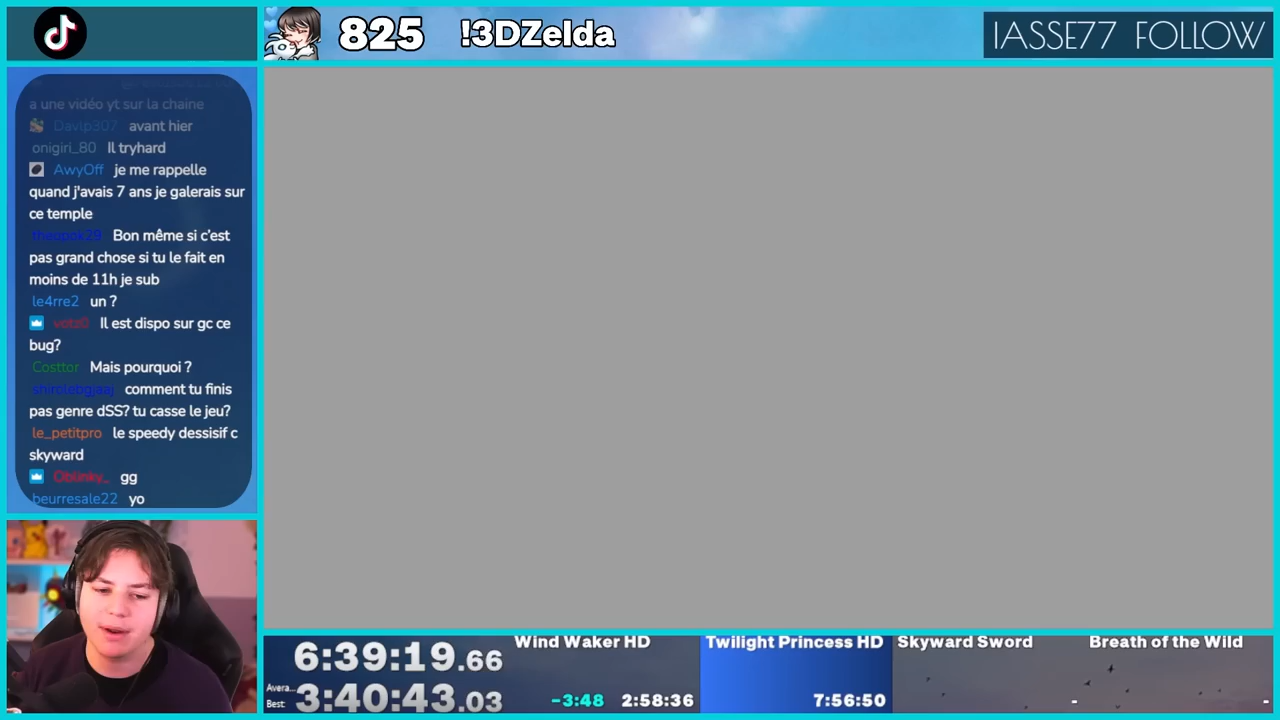 825 !3DZelda
IASSE77 FOLLOW
a une vidéo yt sur la chaine
Davlp307 avant hier
onigiri_80 Il tryhard
AwyOff je me rappelle
quand j'avais 7 ans je galerais sur
ce temple
Bon même si c'est
pas grand chose si tu le fait en
moins de 11h je sub
le4rre2 un ?
votz0 Il est dispo sur gc ce
bug?
Costtor Mais pourquoi ?
shirolebgjaaj comment tu finis
pas genre dSS? tu casse le jeu?
le_petitpro le speedy dessisif c
skyward
Oblinky_ gg
beurresale22 yo
6:39:19.66
Avera...
Best: 3:40:43.03
Wind Waker HD
-3:48 2:58:36
Twilight Princess HD
7:56:50
Skyward Sword
-
Breath of the Wild
-